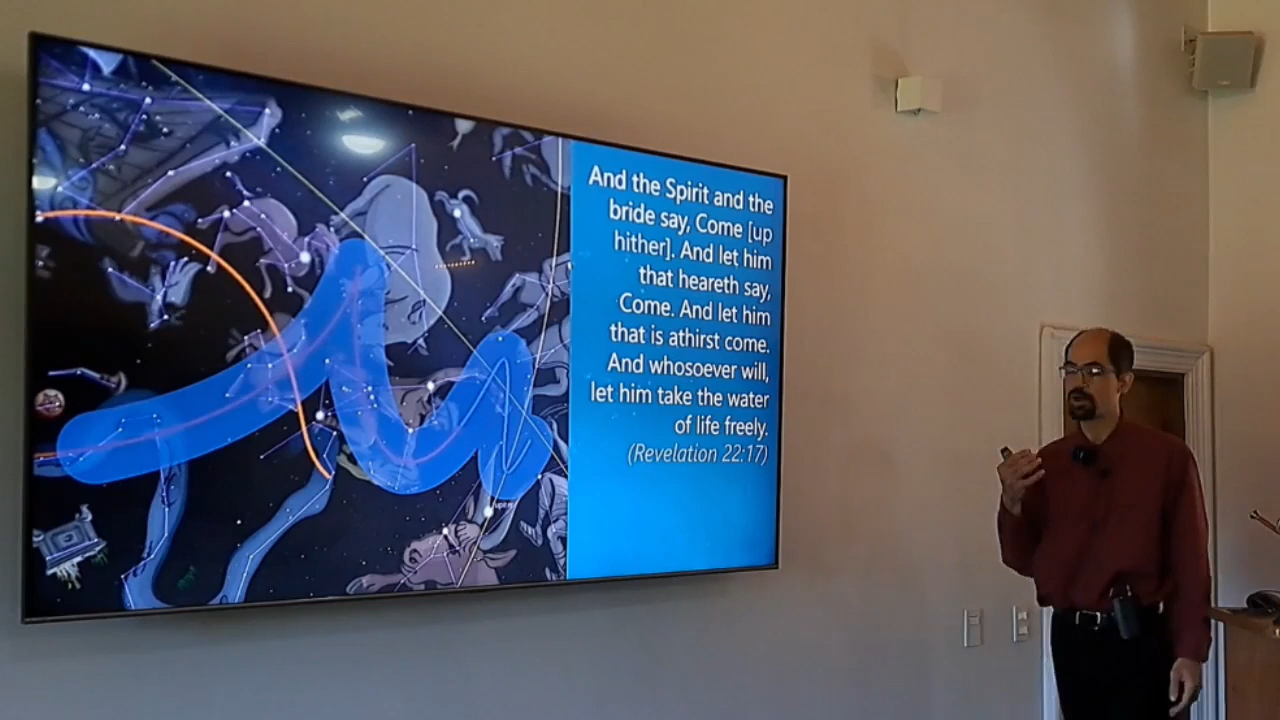 And the Spirit and the
bride say, Come [up
hither]. And let him
that heareth say,
Come. And let him
that is athirst come.
And whosoever will,
let him take the water
of life freely.
(Revelation 22:17)